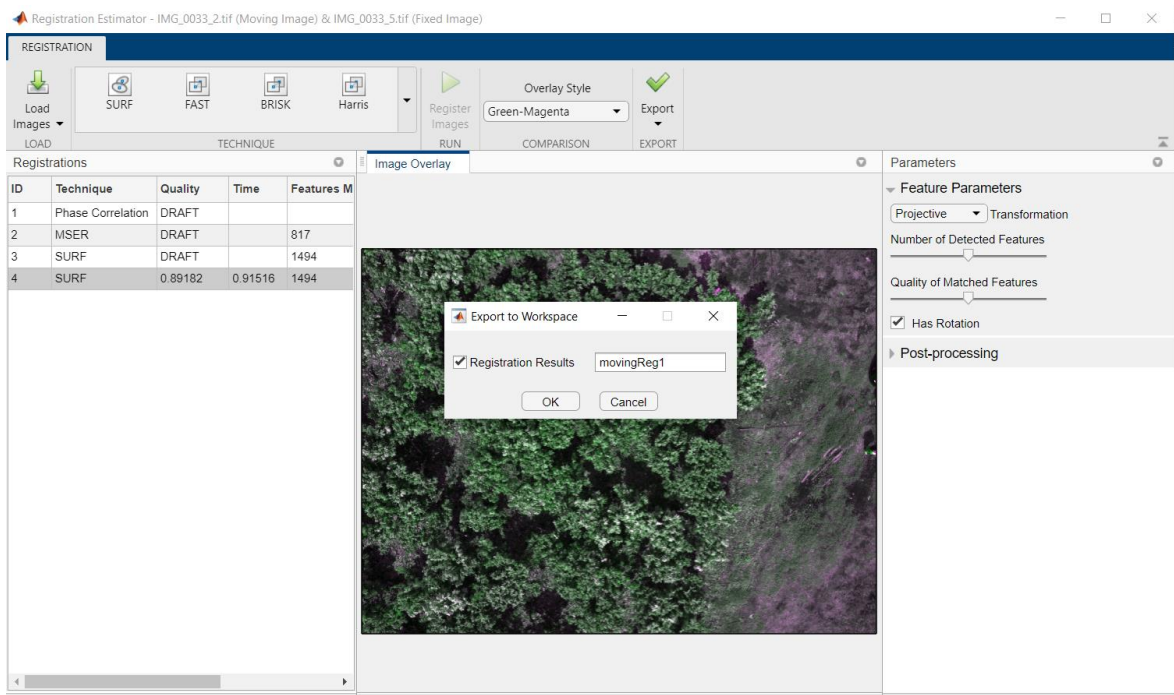 Registration Estimator - IMG_0033_2.tif (Moving Image) & IMG_0033_5.tif (Fixed Image)
REGISTRATION
Load Images
SURF
FAST
BRISK
Harris
Register Images
Overlay Style
Green-Magenta
Export
LOAD
TECHNIQUE
RUN
COMPARISON
EXPORT
Registrations
ID Technique Quality Time Features M
1 Phase Correlation DRAFT
2 MSER DRAFT 817
3 SURF DRAFT 1494
4 SURF 0.89182 0.91516 1494
Image Overlay
Export to Workspace
Registration Results movingReg1
OK Cancel
Parameters
Feature Parameters
Projective Transformation
Number of Detected Features
Quality of Matched Features
Has Rotation
Post-processing